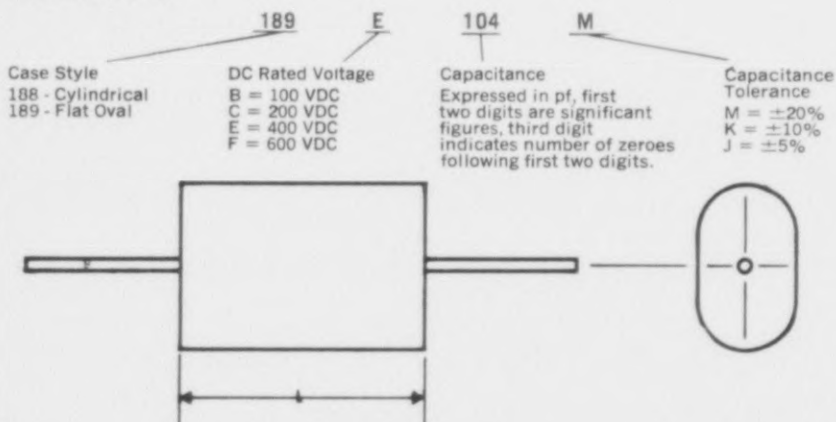 189 E 104 M
Case Style
188 - Cylindrical
189 - Flat Oval
DC Rated Voltage
B = 100 VDC
C = 200 VDC
E = 400 VDC
F = 600 VDC
Capacitance
Expressed in pf, first
two digits are significant
figures, third digit
indicates number of zeroes
following first two digits.
Capacitance
Tolerance
M = ±20%
K = ±10%
J = ±5%
L